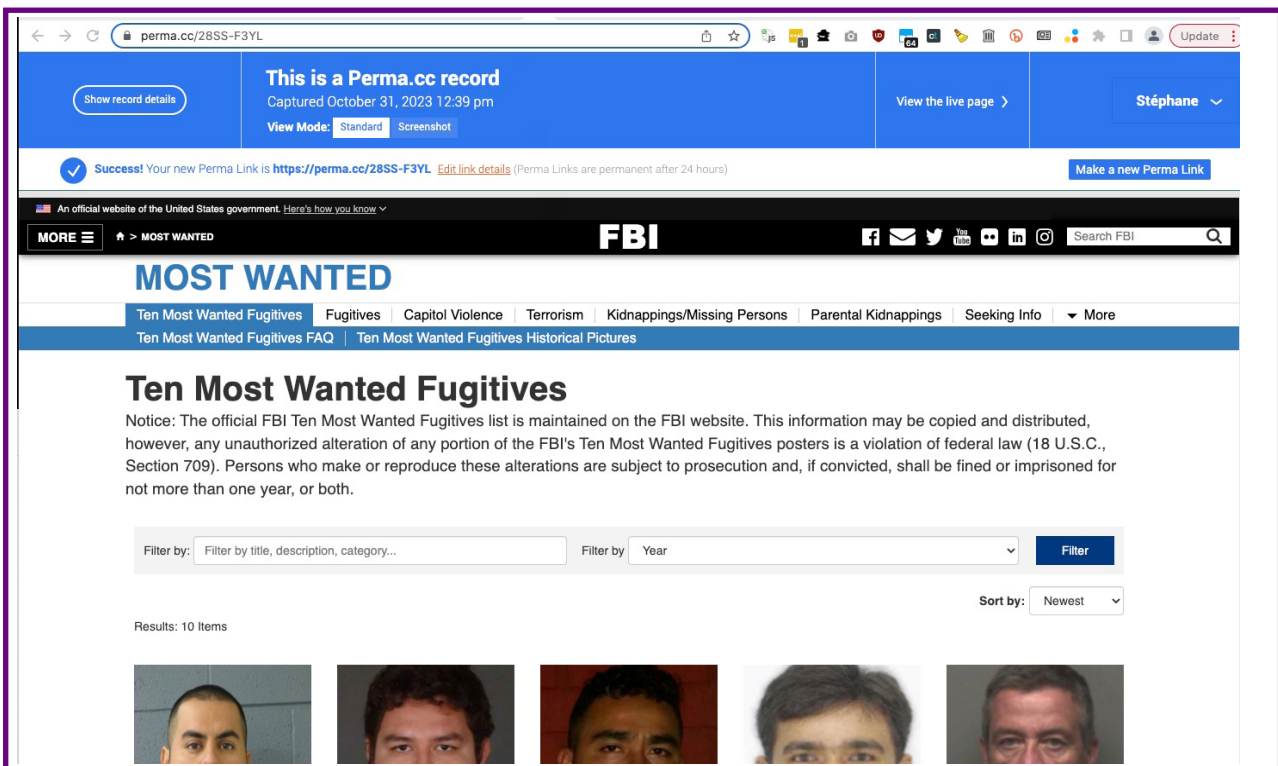 perma.cc/28SS-F3YL
JS
1
64
c!
Update
Show record details
This is a Perma.cc record
Captured October 31, 2023 12:39 pm
View Mode: Standard Screenshot
View the live page
Stéphane
Success! Your new Perma Link is https://perma.cc/28SS-F3YL Edit link details (Perma Links are permanent after 24 hours)
Make a new Perma Link
An official website of the United States government. Here's how you know
MORE
> MOST WANTED
FBI
You Tube
in
Search FBI
MOST WANTED
Ten Most Wanted Fugitives Fugitives Capitol Violence Terrorism Kidnappings/Missing Persons Parental Kidnappings Seeking Info More
Ten Most Wanted Fugitives FAQ Ten Most Wanted Fugitives Historical Pictures
Ten Most Wanted Fugitives
Notice: The official FBI Ten Most Wanted Fugitives list is maintained on the FBI website. This information may be copied and distributed,
however, any unauthorized alteration of any portion of the FBI's Ten Most Wanted Fugitives posters is a violation of federal law (18 U.S.C.,
Section 709). Persons who make or reproduce these alterations are subject to prosecution and, if convicted, shall be fined or imprisoned for
not more than one year, or both.
Filter by: Filter by title, description, category... Filter by Year Filter
Sort by: Newest
Results: 10 Items